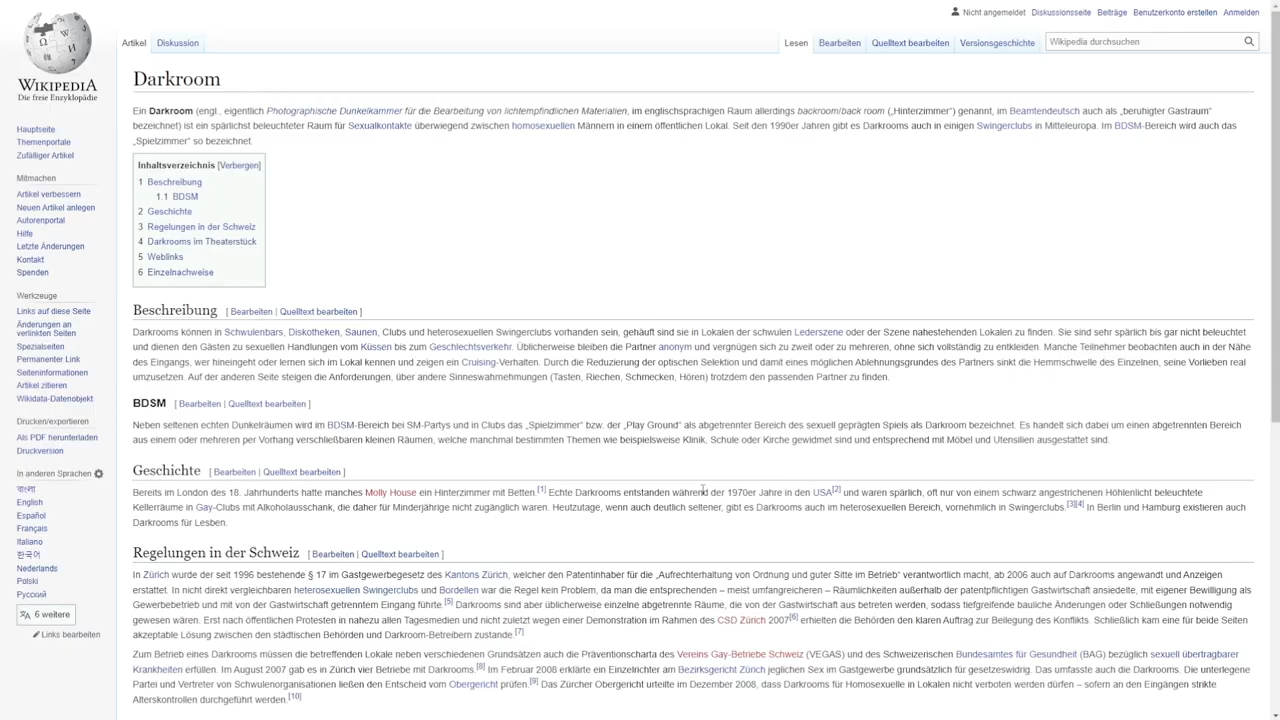 Nicht angemeldet Diskussionsseite Beiträge Benutzerkonto erstellen Anmelden
Artikel Diskussion Lesen Bearbeiten Quelltext bearbeiten Versionsgeschichte Wikipedia durchsuchen
WIKIPEDIA
Die freie Enzyklopädie
Hauptseite
Themenportale
Zufälliger Artikel
Mitmachen
Artikel verbessern
Neuen Artikel anlegen
Autorenportal
Hilfe
Letzte Änderungen
Kontakt
Spenden
Werkzeuge
Links auf diese Seite
Änderungen an
verlinkten Seiten
Spezialseiten
Permanenter Link
Seiteninformationen
Artikel zitieren
Wikidata-Datenobjekt
Drucken/exportieren
Als PDF herunterladen
Druckversion
In anderen Sprachen
বাংলা
English
Español
Français
Italiano
한국어
Nederlands
Polski
Русский
6 weitere
Links bearbeiten
Darkroom
Ein Darkroom (engl., eigentlich Photographische Dunkelkammer für die Bearbeitung von lichtempfindlichen Materialien, im englischsprachigen Raum allerdings backroom/back room („Hinterzimmer“) genannt, im Beamtendeutsch auch als „beruhigter Gastraum“
bezeichnet) ist ein spärlichst beleuchteter Raum für Sexualkontakte überwiegend zwischen homosexuellen Männern in einem öffentlichen Lokal. Seit den 1990er Jahren gibt es Darkrooms auch in einigen Swingerclubs in Mitteleuropa. Im BDSM-Bereich wird auch das
„Spielzimmer“ so bezeichnet.
Inhaltsverzeichnis [Verbergen]
1 Beschreibung
1.1 BDSM
2 Geschichte
3 Regelungen in der Schweiz
4 Darkrooms im Theaterstück
5 Weblinks
6 Einzelnachweise
Beschreibung [ Bearbeiten | Quelltext bearbeiten ]
Darkrooms können in Schwulenbars, Diskotheken, Saunen, Clubs und heterosexuellen Swingerclubs vorhanden sein, gehäuft sind sie in Lokalen der schwulen Lederszene oder der Szene nahestehenden Lokalen zu finden. Sie sind sehr spärlich bis gar nicht beleuchtet
und dienen den Gästen zu sexuellen Handlungen vom Küssen bis zum Geschlechtsverkehr. Üblicherweise bleiben die Partner anonym und vergnügen sich zu zweit oder zu mehreren, ohne sich vollständig zu entkleiden. Manche Teilnehmer beobachten auch in der Nähe
des Eingangs, wer hineingeht oder lernen sich im Lokal kennen und zeigen ein Cruising-Verhalten. Durch die Reduzierung der optischen Selektion und damit eines möglichen Ablehnungsgrundes des Partners sinkt die Hemmschwelle des Einzelnen, seine Vorlieben real
umzusetzen. Auf der anderen Seite steigen die Anforderungen, über andere Sinneswahrnehmungen (Tasten, Riechen, Schmecken, Hören) trotzdem den passenden Partner zu finden.
BDSM [ Bearbeiten | Quelltext bearbeiten ]
Neben seltenen echten Dunkelräumen wird im BDSM-Bereich bei SM-Partys und in Clubs das „Spielzimmer“ bzw. der „Play Ground“ als abgetrennter Bereich des sexuell geprägten Spiels als Darkroom bezeichnet. Es handelt sich dabei um einen abgetrennten Bereich
aus einem oder mehreren per Vorhang verschließbaren kleinen Räumen, welche manchmal bestimmten Themen wie beispielsweise Klinik, Schule oder Kirche gewidmet sind und entsprechend mit Möbel und Utensilien ausgestattet sind.
Geschichte [ Bearbeiten | Quelltext bearbeiten ]
Bereits im London des 18. Jahrhunderts hatte manches Molly House ein Hinterzimmer mit Betten.[1] Echte Darkrooms entstanden während der 1970er Jahre in den USA[2] und waren spärlich, oft nur von einem schwarz angestrichenen Höhlenlicht beleuchtete
Kellerräume in Gay-Clubs mit Alkoholausschank, die daher für Minderjährige nicht zugänglich waren. Heutzutage, wenn auch deutlich seltener, gibt es Darkrooms auch im heterosexuellen Bereich, vornehmlich in Swingerclubs.[3][4] In Berlin und Hamburg existieren auch
Darkrooms für Lesben.
Regelungen in der Schweiz [ Bearbeiten | Quelltext bearbeiten ]
In Zürich wurde der seit 1996 bestehende § 17 im Gastgewerbegesetz des Kantons Zürich, welcher den Patentinhaber für die „Aufrechterhaltung von Ordnung und guter Sitte im Betrieb“ verantwortlich macht, ab 2006 auch auf Darkrooms angewandt und Anzeigen
erstattet. In nicht direkt vergleichbaren heterosexuellen Swingerclubs und Bordellen war die Regel kein Problem, da man die entsprechenden – meist umfangreicheren – Räumlichkeiten außerhalb der patentpflichtigen Gastwirtschaft ansiedelte, mit eigener Bewilligung als
Gewerbebetrieb und mit von der Gastwirtschaft getrenntem Eingang führte.[5] Darkrooms sind aber üblicherweise einzelne abgetrennte Räume, die von der Gastwirtschaft aus betreten werden, sodass tiefgreifende bauliche Änderungen oder Schließungen notwendig
gewesen wären. Erst nach öffentlichen Protesten in nahezu allen Tagesmedien und nicht zuletzt wegen einer Demonstration im Rahmen des CSD Zürich 2007[6] erhielten die Behörden den klaren Auftrag zur Beilegung des Konflikts. Schließlich kam eine für beide Seiten
akzeptable Lösung zwischen den städtischen Behörden und Darkroom-Betreibern zustande.[7]
Zum Betrieb eines Darkrooms müssen die betreffenden Lokale neben verschiedenen Grundsätzen auch die Präventionscharta des Vereins Gay-Betriebe Schweiz (VEGAS) und des Schweizerischen Bundesamtes für Gesundheit (BAG) bezüglich sexuell übertragbarer
Krankheiten erfüllen. Im August 2007 gab es in Zürich vier Betriebe mit Darkrooms.[8] Im Februar 2008 erklärte ein Einzelrichter am Bezirksgericht Zürich jeglichen Sex im Gastgewerbe grundsätzlich für gesetzeswidrig. Das umfasste auch die Darkrooms. Die unterlegene
Partei und Vertreter von Schwulenorganisationen ließen den Entscheid vom Obergericht prüfen.[9] Das Zürcher Obergericht urteilte im Dezember 2008, dass Darkrooms für Homosexuelle in Lokalen nicht verboten werden dürfen – sofern an den Eingängen strikte
Alterskontrollen durchgeführt werden.[10]